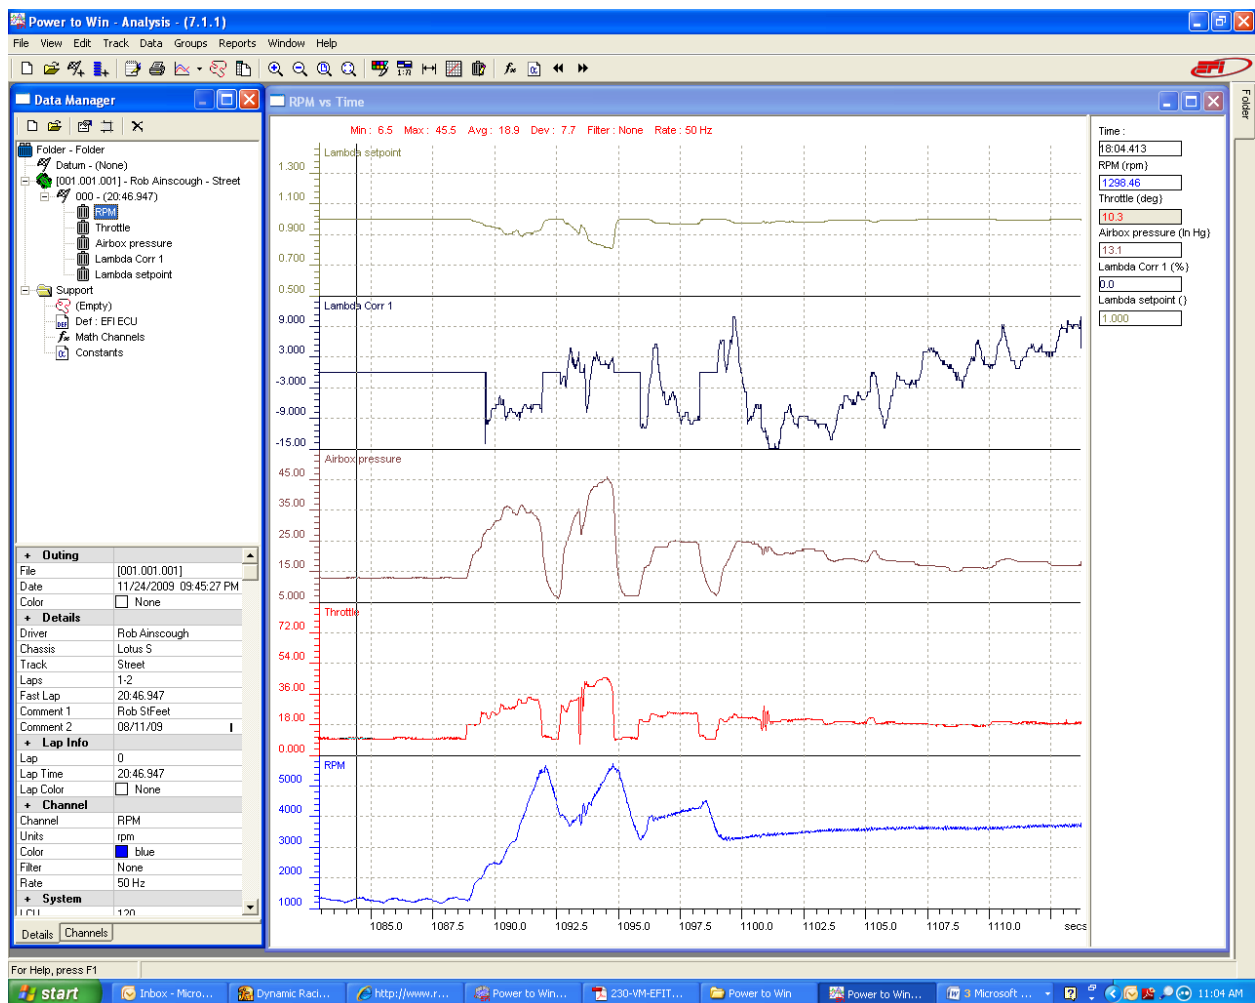 Power to Win - Analysis - (7.1.1)
File View Edit Track Data Groups Reports Window Help
EFI
Data Manager
Folder - Folder
Datum - (None)
[001.001.001] - Rob Ainscough - Street
000 - (20:46.947)
RPM
Throttle
Airbox pressure
Lambda Corr 1
Lambda setpoint
Support
(Empty)
Def : EFI ECU
Math Channels
Constants
+ Outing
File [001.001.001]
Date 11/24/2009 09:45:27 PM
Color None
+ Details
Driver Rob Ainscough
Chassis Lotus S
Track Street
Laps 1-2
Fast Lap 20:46.947
Comment 1 Rob StFeet
Comment 2 08/11/09
+ Lap Info
Lap 0
Lap Time 20:46.947
Lap Color None
+ Channel
Channel RPM
Units rpm
Color blue
Filter None
Rate 50 Hz
+ System
LCU 120
Details Channels
RPM vs Time
Min : 6.5 Max : 45.5 Avg : 18.9 Dev : 7.7 Filter : None Rate : 50 Hz
Lambda setpoint
1.300
1.100
0.900
0.700
0.500
Lambda Corr 1
9.000
3.000
-3.000
-9.000
-15.00
Airbox pressure
45.00
35.00
25.00
15.00
5.000
Throttle
72.00
54.00
36.00
18.00
0.000
RPM
5000
4000
3000
2000
1000
1085.0 1087.5 1090.0 1092.5 1095.0 1097.5 1100.0 1102.5 1105.0 1107.5 1110.0 secs
Time :
18:04.413
RPM (rpm)
1298.46
Throttle (deg)
10.3
Airbox pressure (In Hg)
13.1
Lambda Corr 1 (%)
0.0
Lambda setpoint ()
1.000
Folder
For Help, press F1
start Inbox - Micro... Dynamic Raci... http://www.r... Power to Win... 230-VM-EFIT... Power to Win Power to Win... 3 Microsoft ... 11:04 AM